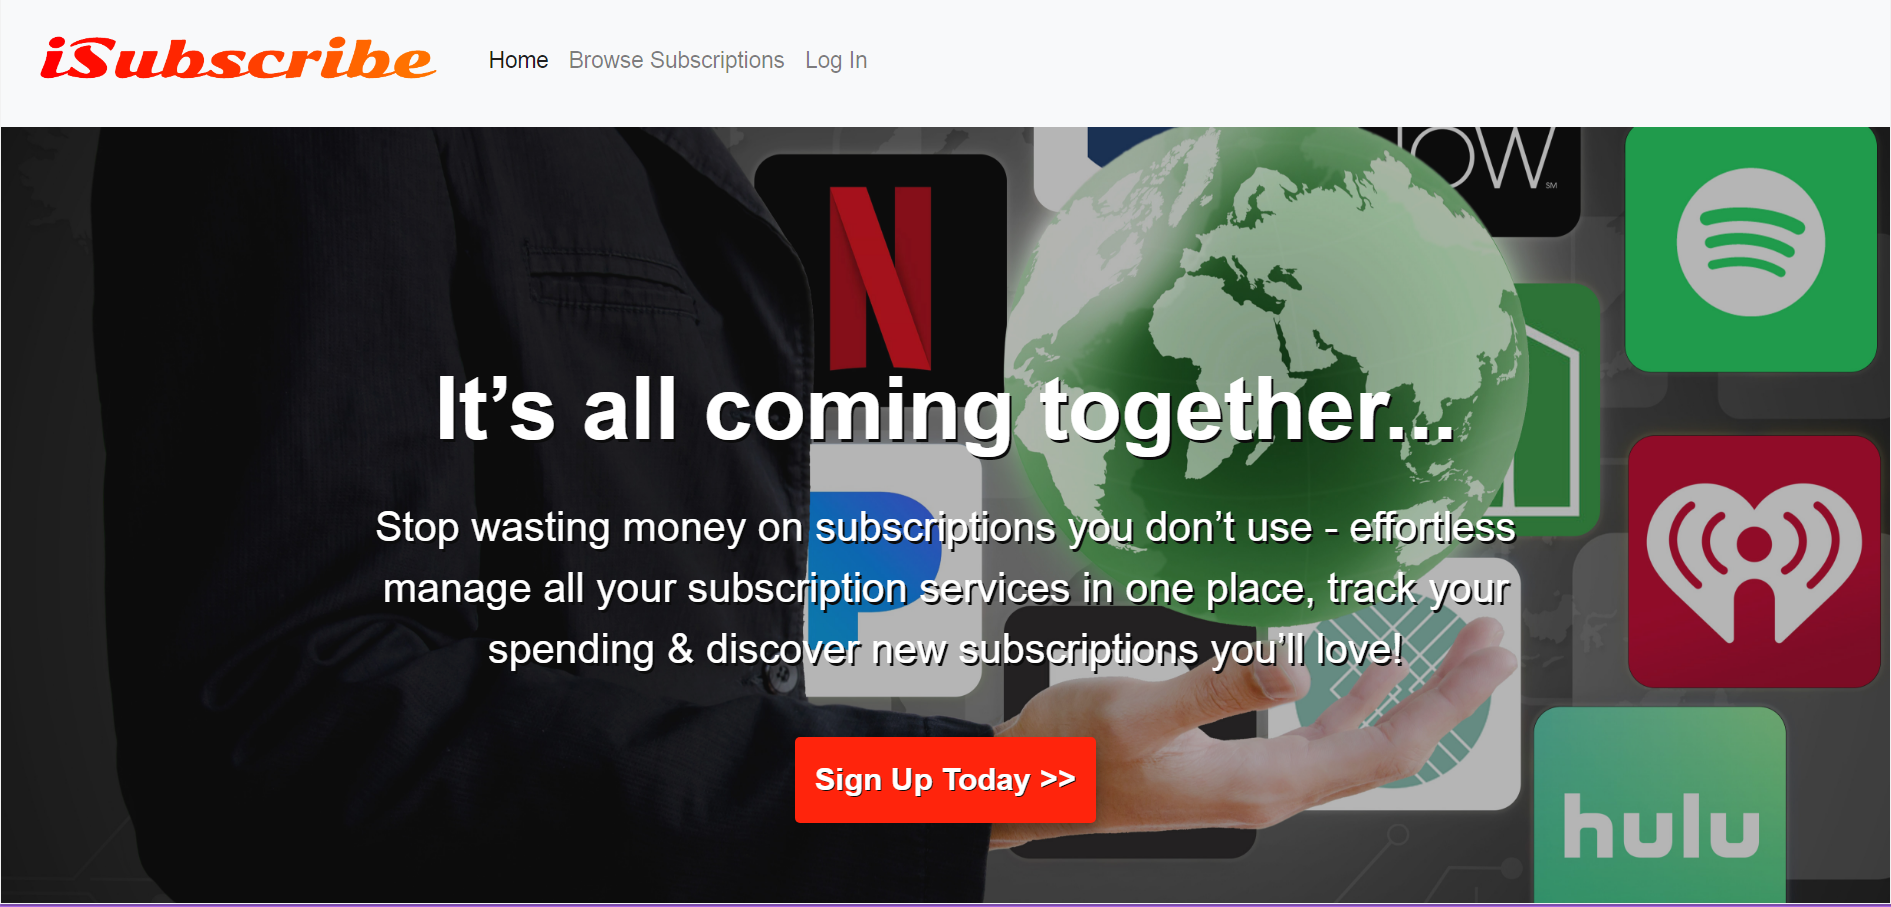 iSubscribe
Home Browse Subscriptions Log In
OW
SM
It’s all coming together...
Stop wasting money on subscriptions you don’t use - effortless
manage all your subscription services in one place, track your
spending & discover new subscriptions you’ll love!
Sign Up Today >>
hulu